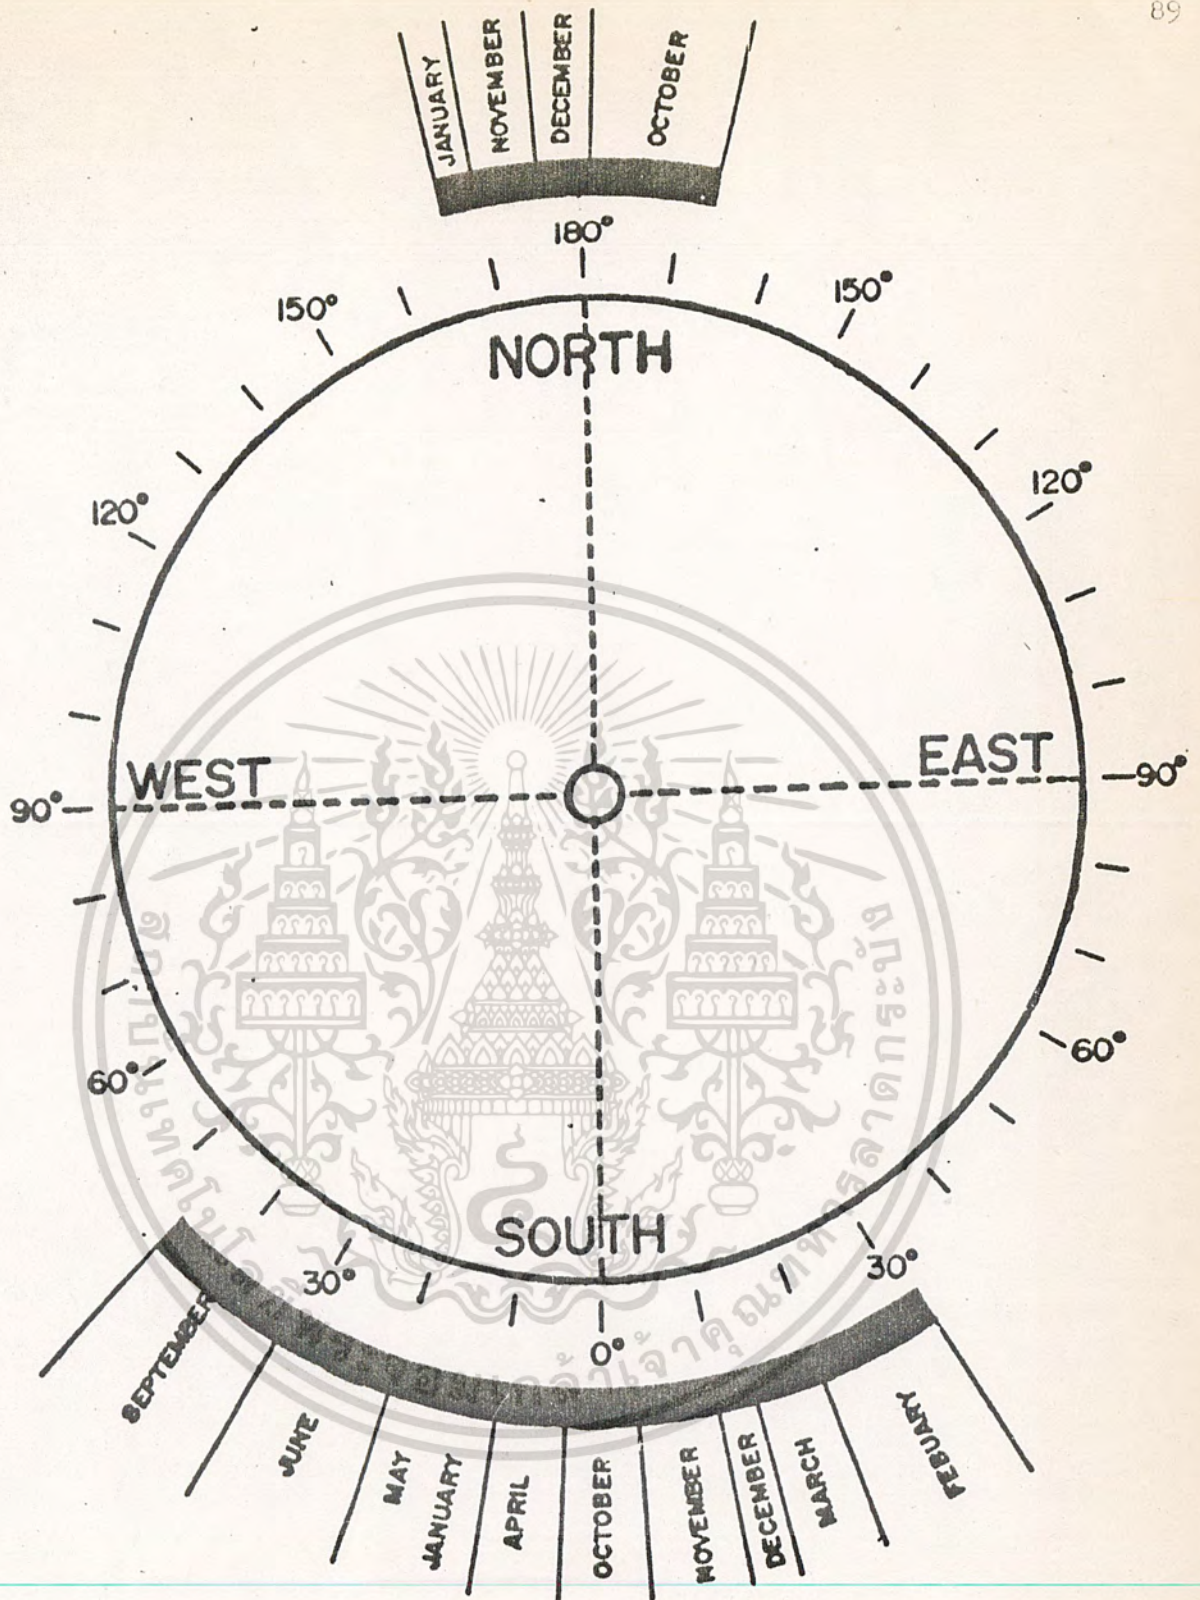 89
JANUARY
NOVEMBER
DECEMBER
OCTOBER
180°
150°
150°
NORTH
120°
120°
WEST
EAST
90°
90°
60°
60°
SOUTH
30°
30°
0°
SEPTEMBER
JUNE
MAY
JANUARY
APRIL
OCTOBER
NOVEMBER
DECEMBER
MARCH
FEBUARY